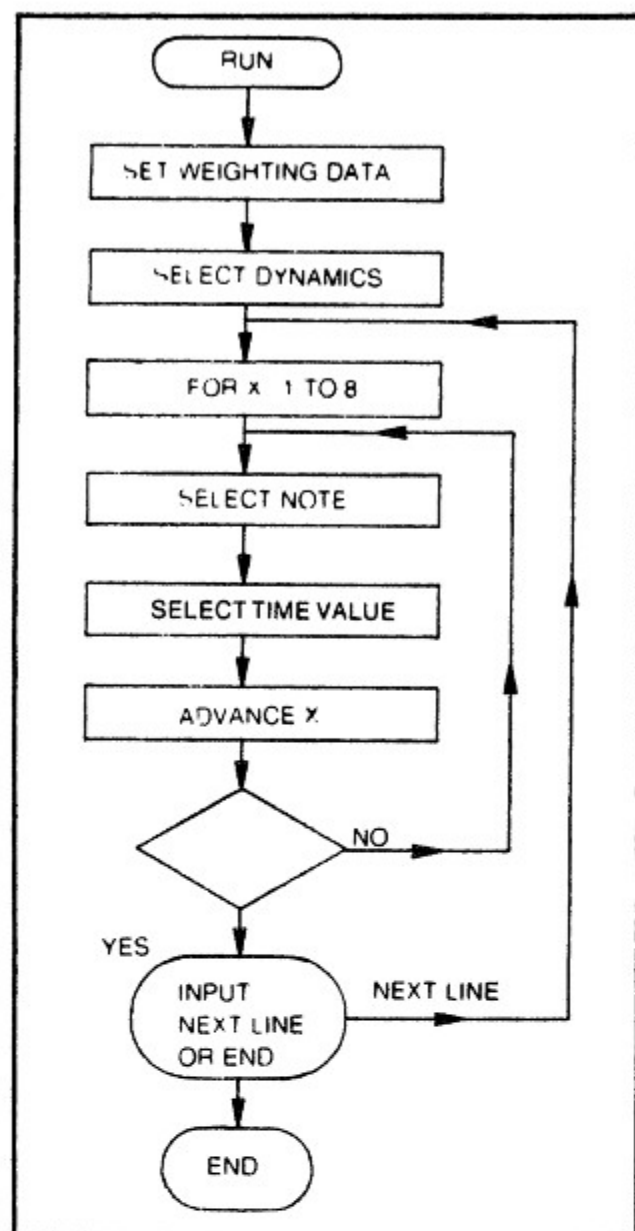 RUN
SET WEIGHTING DATA
SELECT DYNAMICS
FOR X 1 TO 8
SELECT NOTE
SELECT TIME VALUE
ADVANCE X
NO
YES
INPUT
NEXT LINE
OR END
NEXT LINE
END